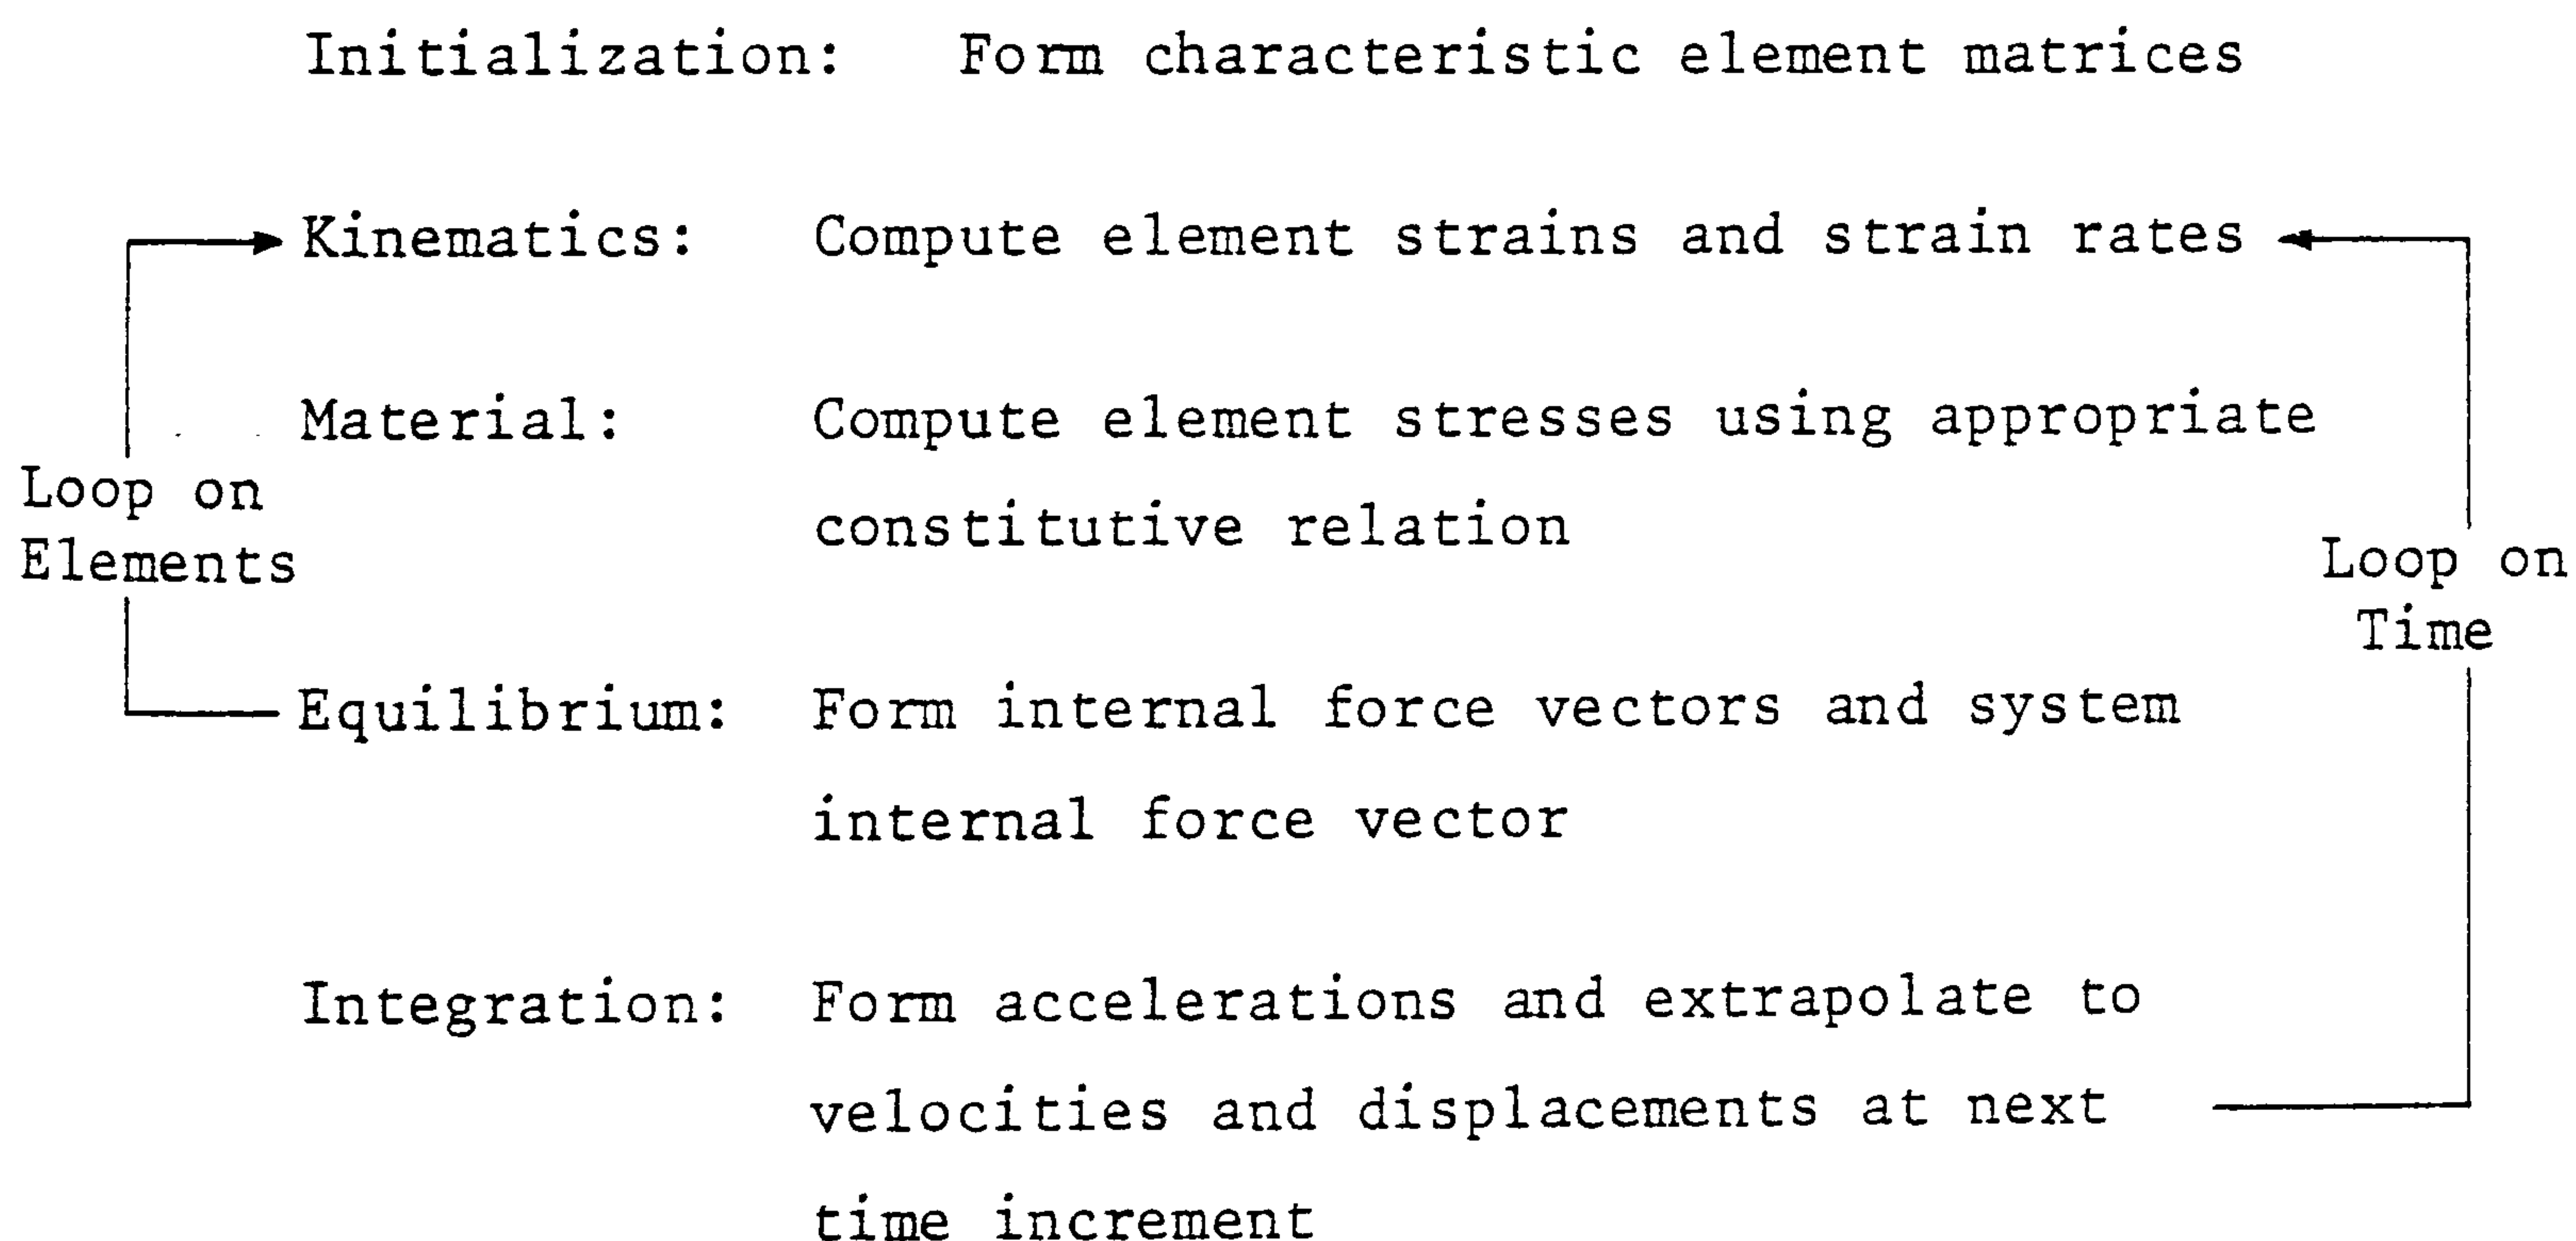 Initialization: Form characteristic element matrices
Kinematics: Compute element strains and strain rates
Material: Compute element stresses using appropriate
constitutive relation
Loop on
Elements
Loop on
Time
Equilibrium: Form internal force vectors and system
internal force vector
Integration: Form accelerations and extrapolate to
velocities and displacements at next
time increment